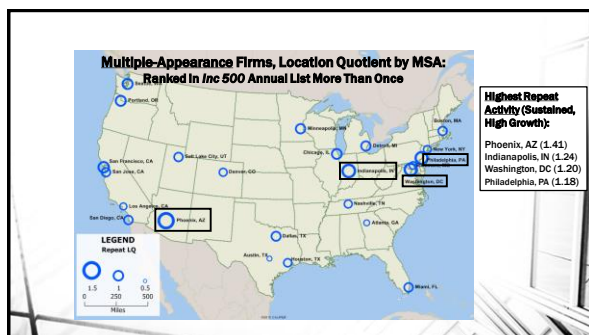 Multiple-Appearance Firms, Location Quotient by MSA:
Ranked in Inc 500 Annual List More Than Once
Portland, OR
Minneapolis, MN
Boston, MA
Detroit, MI
Chicago, IL
Philadelphia, PA
Salt Lake City, UT
San Francisco, CA
San Jose, CA
Denver, CO
Indianapolis, IN
Washington, DC
Los Angeles, CA
Nashville, TN
San Diego, CA
Phoenix, AZ
Atlanta, GA
Dallas, TX
Austin, TX
Houston, TX
Miami, FL
LEGEND
Repeat LQ
1.5 1 0.5
0 250 500
Miles
Highest Repeat
Activity (Sustained,
High Growth):
Phoenix, AZ (1.41)
Indianapolis, IN (1.24)
Washington, DC (1.20)
Philadelphia, PA (1.18)